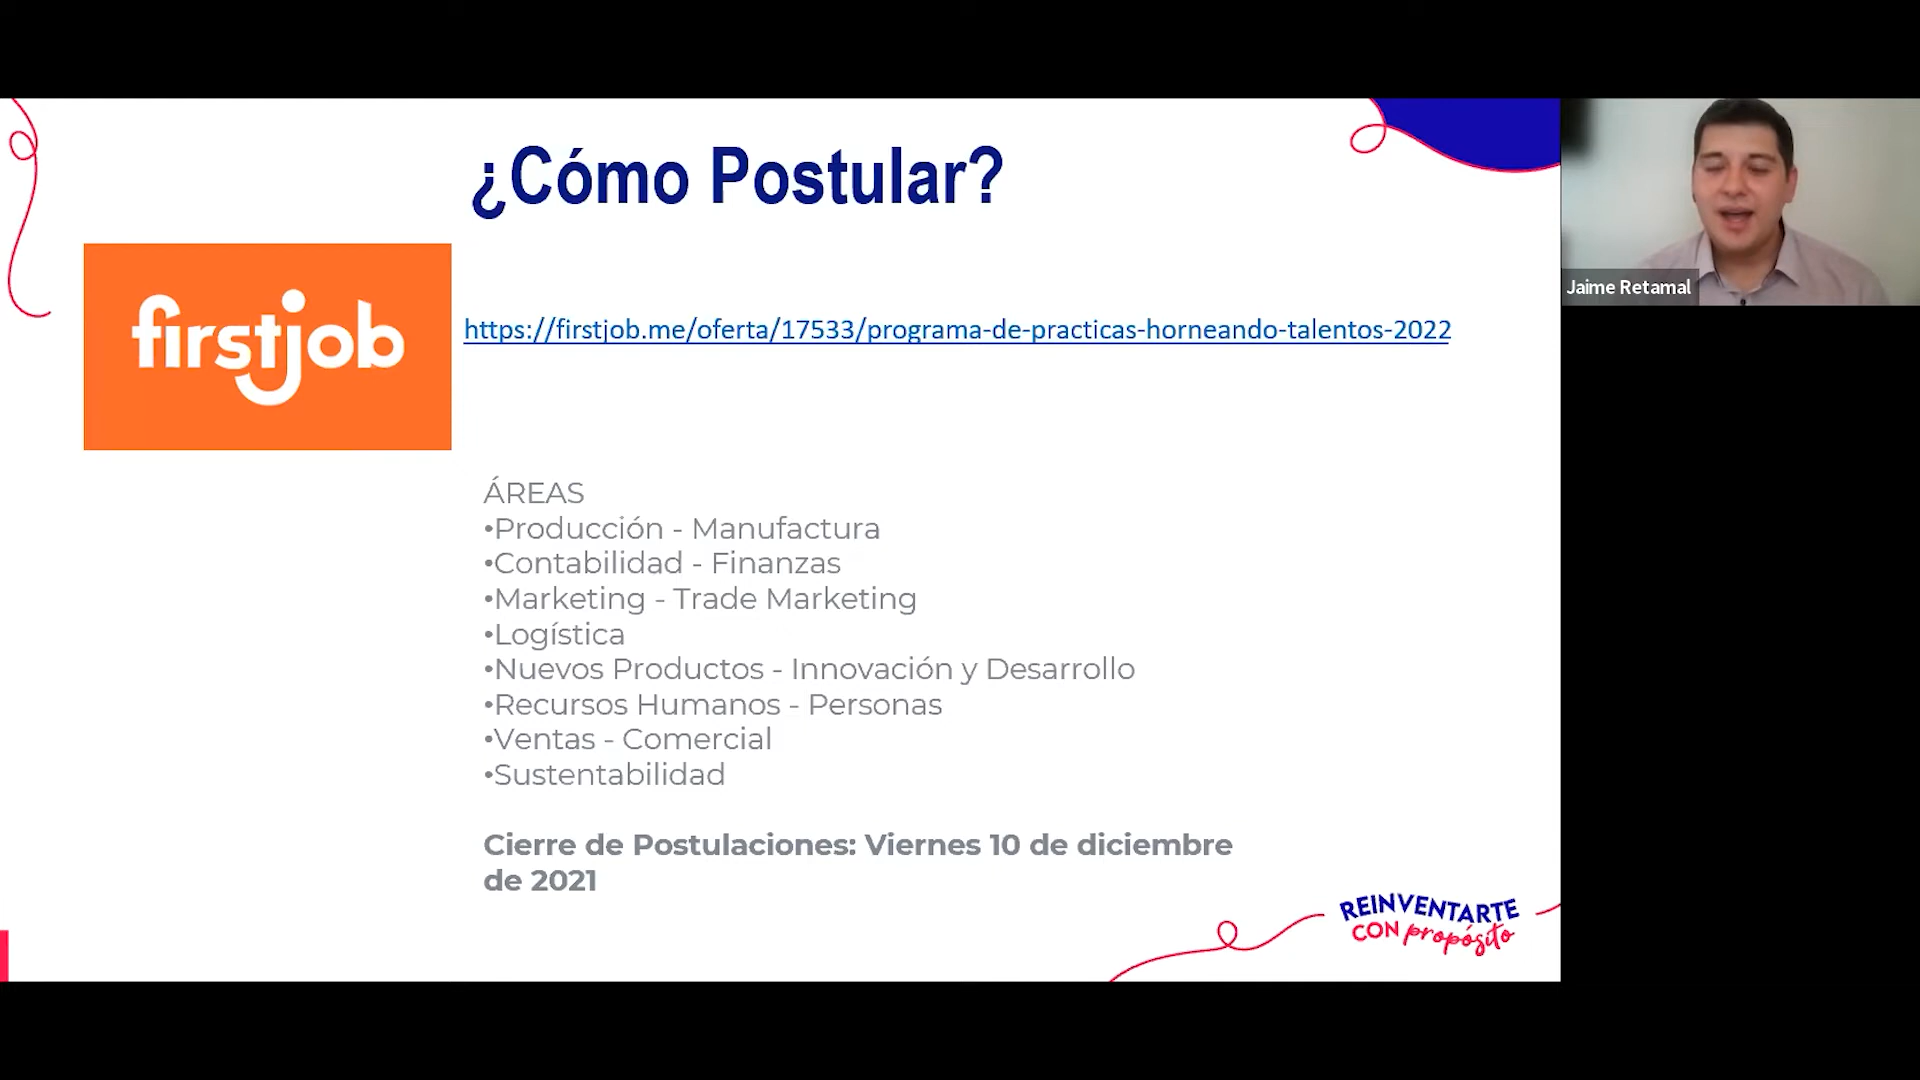 ¿Cómo Postular?
firstjob
https://firstjob.me/oferta/17533/programa-de-practicas-horneando-talentos-2022
Jaime Retamal
ÁREAS
•Producción - Manufactura
•Contabilidad - Finanzas
•Marketing - Trade Marketing
•Logística
•Nuevos Productos - Innovación y Desarrollo
•Recursos Humanos - Personas
•Ventas - Comercial
•Sustentabilidad
Cierre de Postulaciones: Viernes 10 de diciembre
de 2021
REINVENTARTE
CON propósito